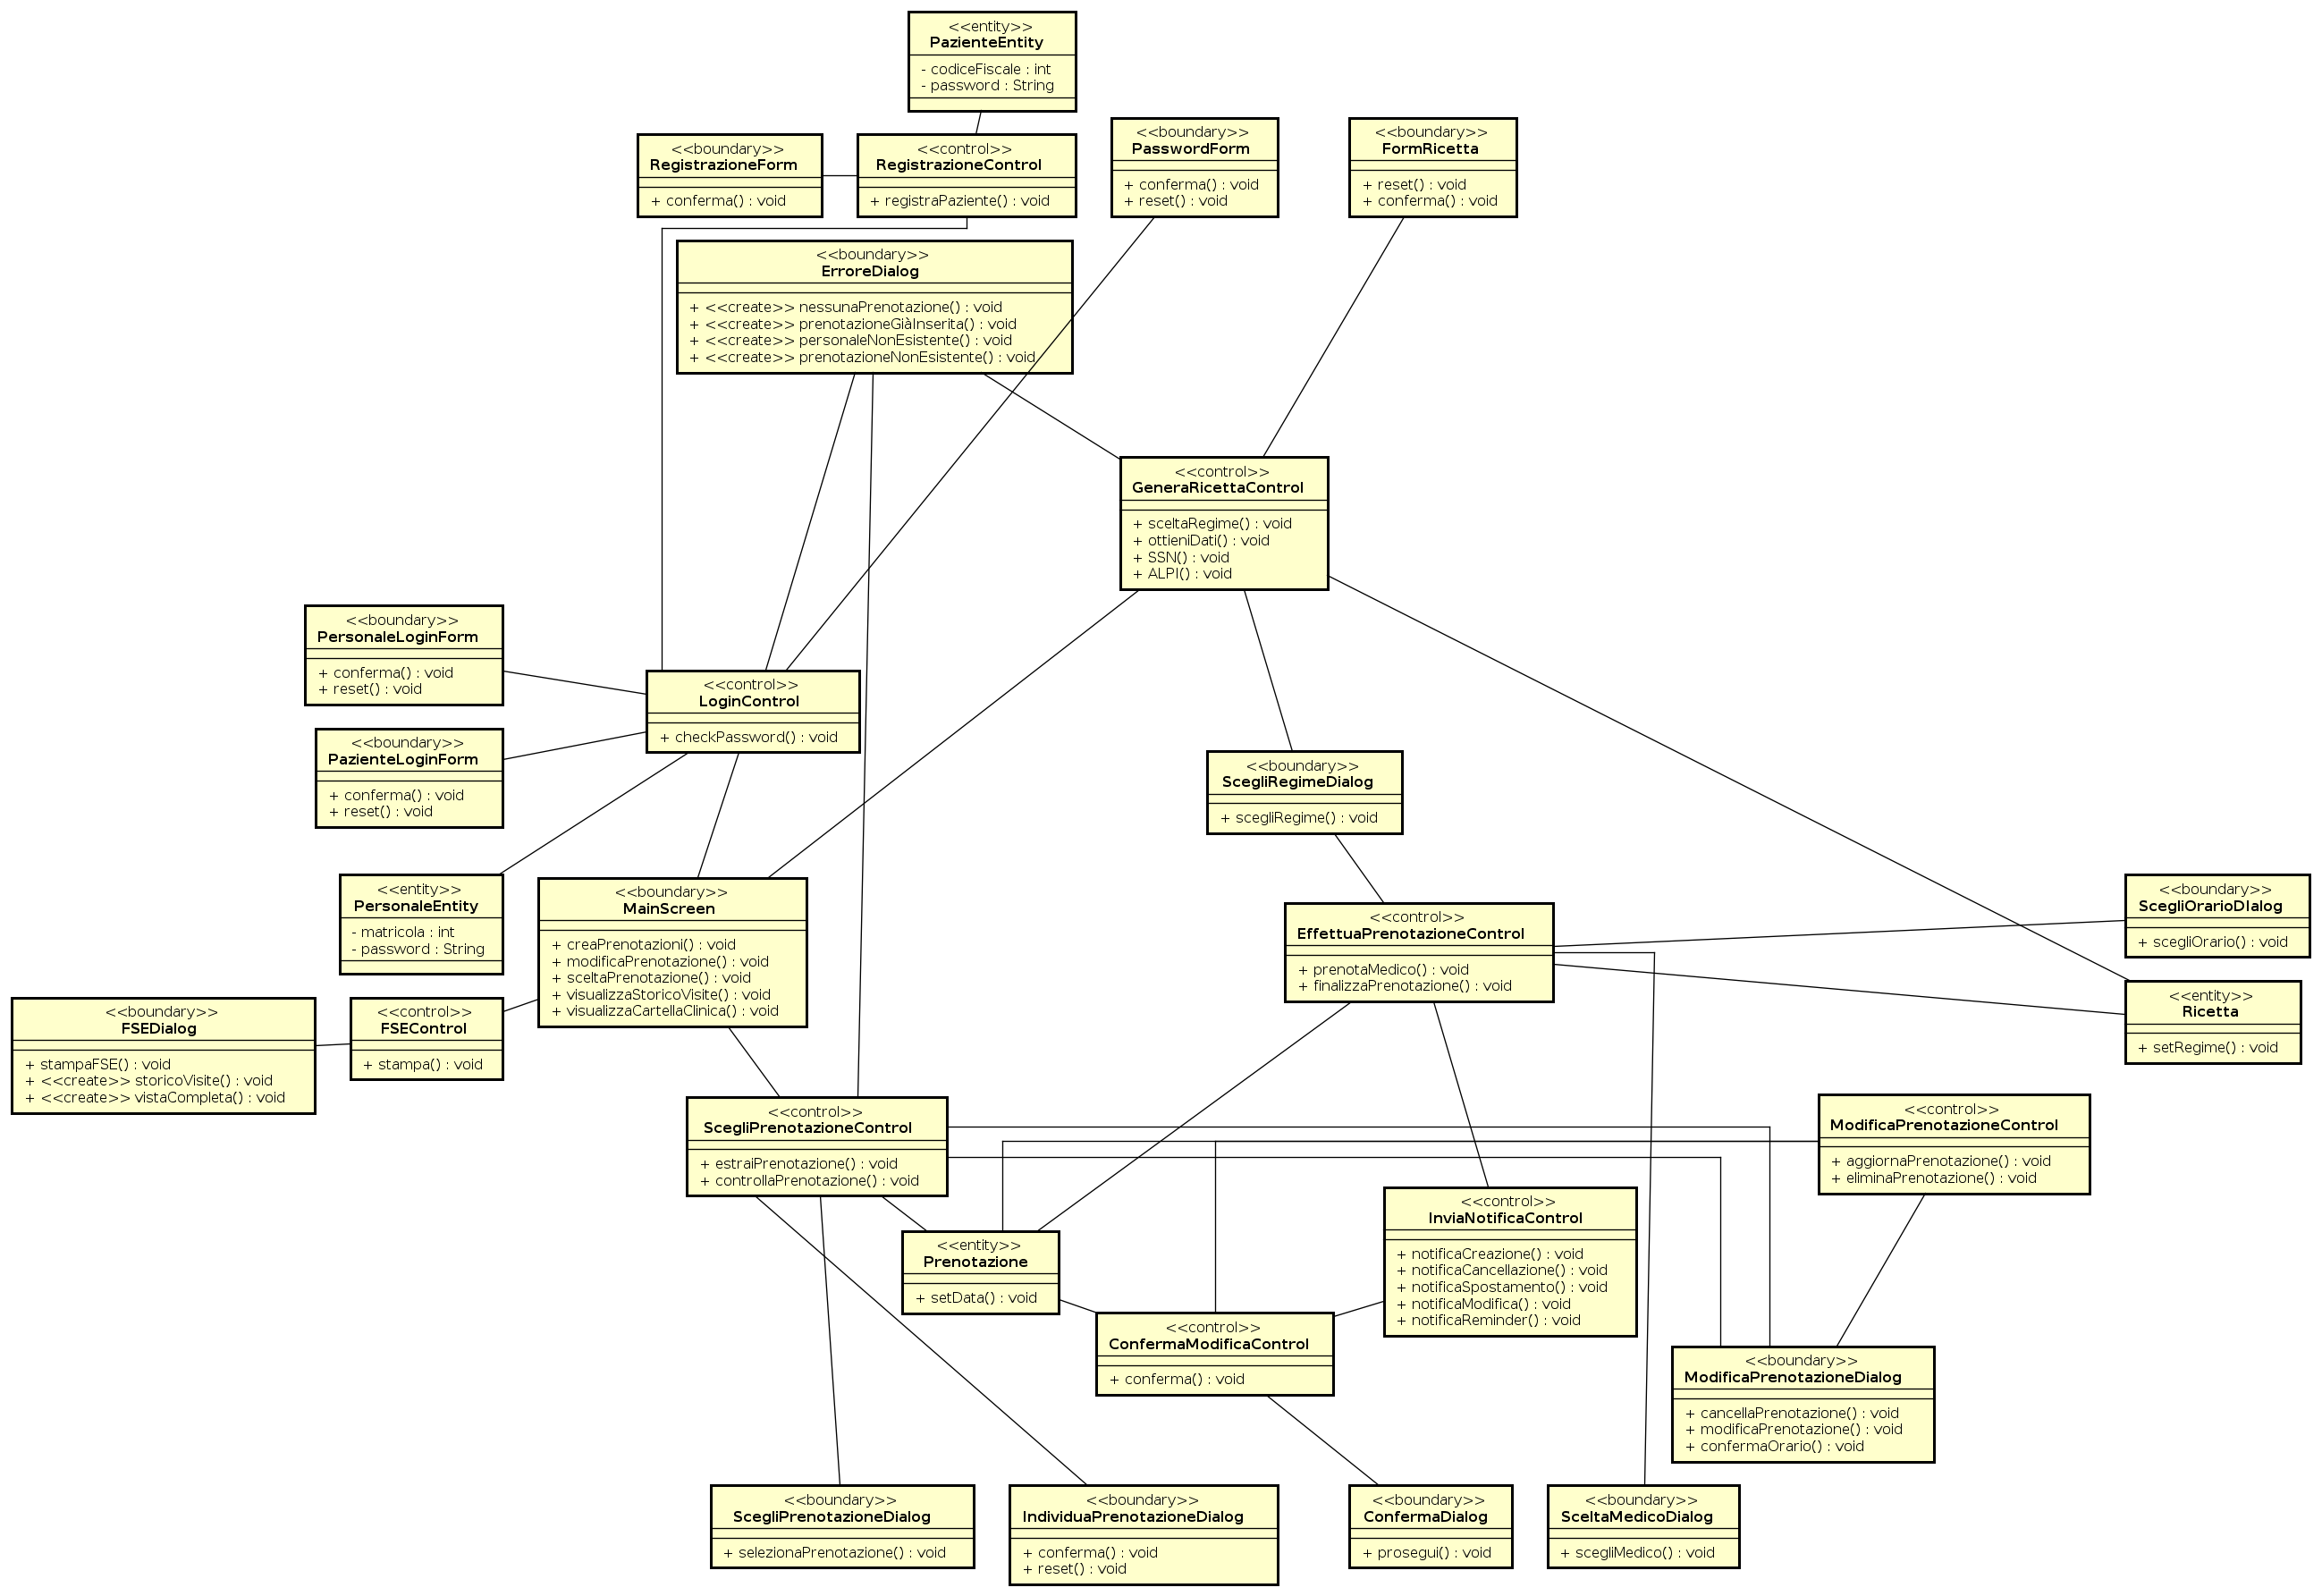 <<entity>>
PazienteEntity
- codiceFiscale : int
- password : String
<<boundary>>
RegistrazioneForm
+ conferma() : void
<<control>>
RegistrazioneControl
+ registraPaziente() : void
<<boundary>>
PasswordForm
+ conferma() : void
+ reset() : void
<<boundary>>
FormRicetta
+ reset() : void
+ conferma() : void
<<boundary>>
ErroreDialog
+ <<create>> nessunaPrenotazione() : void
+ <<create>> prenotazioneGiàInserita() : void
+ <<create>> personaleNonEsistente() : void
+ <<create>> prenotazioneNonEsistente() : void
<<control>>
GeneraRicettaControl
+ sceltaRegime() : void
+ ottieniDati() : void
+ SSN() : void
+ ALPI() : void
<<boundary>>
PersonaleLoginForm
+ conferma() : void
+ reset() : void
<<control>>
LoginControl
+ checkPassword() : void
<<boundary>>
PazienteLoginForm
+ conferma() : void
+ reset() : void
<<boundary>>
ScegliRegimeDialog
+ scegliRegime() : void
<<entity>>
PersonaleEntity
- matricola : int
- password : String
<<boundary>>
MainScreen
+ creaPrenotazioni() : void
+ modificaPrenotazione() : void
+ sceltaPrenotazione() : void
+ visualizzaStoricoVisite() : void
+ visualizzaCartellaClinica() : void
<<control>>
EffettuaPrenotazioneControl
+ prenotaMedico() : void
+ finalizzaPrenotazione() : void
<<boundary>>
ScegliOrarioDIalog
+ scegliOrario() : void
<<entity>>
Ricetta
+ setRegime() : void
<<boundary>>
FSEDialog
+ stampaFSE() : void
+ <<create>> storicoVisite() : void
+ <<create>> vistaCompleta() : void
<<control>>
FSEControl
+ stampa() : void
<<control>>
ScegliPrenotazioneControl
+ estraiPrenotazione() : void
+ controllaPrenotazione() : void
<<control>>
ModificaPrenotazioneControl
+ aggiornaPrenotazione() : void
+ eliminaPrenotazione() : void
<<control>>
InviaNotificaControl
+ notificaCreazione() : void
+ notificaCancellazione() : void
+ notificaSpostamento() : void
+ notificaModifica() : void
+ notificaReminder() : void
<<entity>>
Prenotazione
+ setData() : void
<<control>>
ConfermaModificaControl
+ conferma() : void
<<boundary>>
ModificaPrenotazioneDialog
+ cancellaPrenotazione() : void
+ modificaPrenotazione() : void
+ confermaOrario() : void
<<boundary>>
ScegliPrenotazioneDialog
+ selezionaPrenotazione() : void
<<boundary>>
IndividuaPrenotazioneDialog
+ conferma() : void
+ reset() : void
<<boundary>>
ConfermaDialog
+ prosegui() : void
<<boundary>>
SceltaMedicoDialog
+ scegliMedico() : void